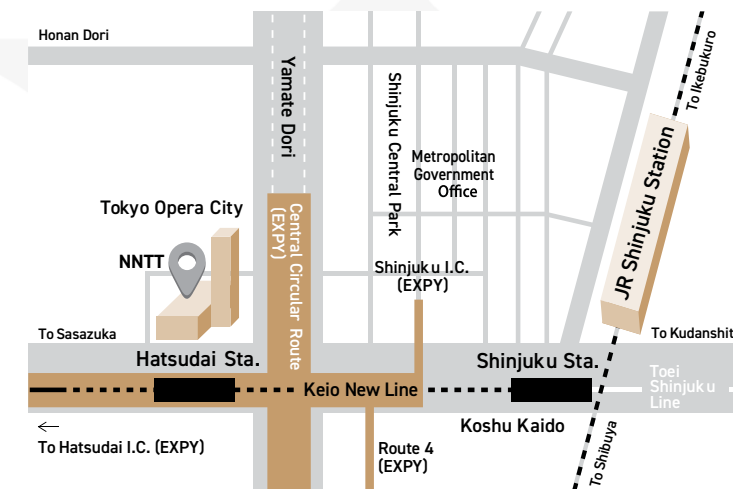 Honan Dori
Yamate Dori
Shinjuku Central Park
To Ikebukuro
Metropolitan
Government
Office
JR Shinjuku Station
Tokyo Opera City
NNTT
Central Circular Route
(EXPY)
Shinjuku I.C.
(EXPY)
To Sasazuka
To Kudanshit
Hatsudai Sta.
Shinjuku Sta.
Toei
Shinjuku
Line
Keio New Line
Koshu Kaido
←
To Hatsudai I.C. (EXPY)
Route 4
(EXPY)
To Shibuya